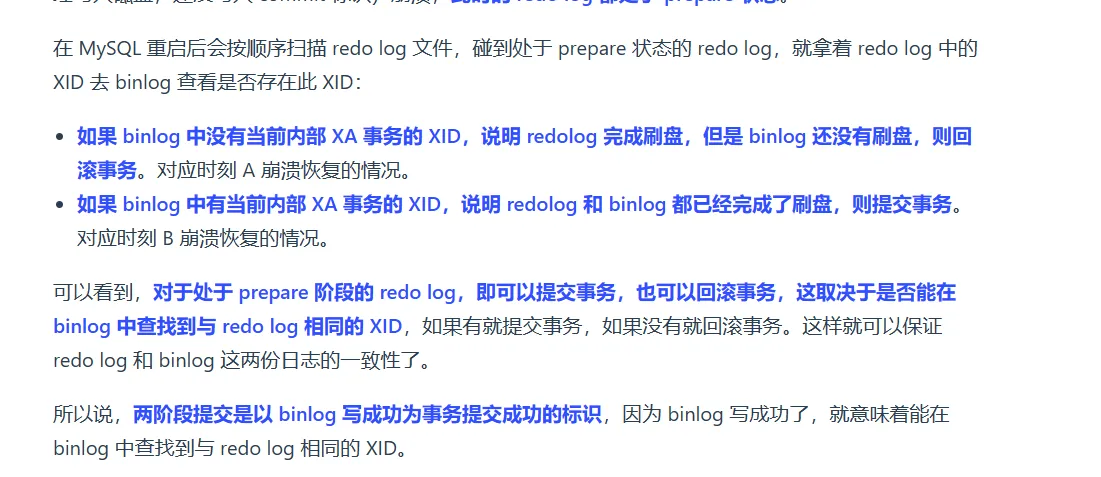 在 MySQL 重启后会按顺序扫描 redo log 文件，碰到处于 prepare 状态的 redo log，就拿着 redo log 中的
XID 去 binlog 查看是否存在此 XID：
如果 binlog 中没有当前内部 XA 事务的 XID，说明 redolog 完成刷盘，但是 binlog 还没有刷盘，则回
滚事务。对应时刻 A 崩溃恢复的情况。
如果 binlog 中有当前内部 XA 事务的 XID，说明 redolog 和 binlog 都已经完成了刷盘，则提交事务。
对应时刻 B 崩溃恢复的情况。
可以看到，对于处于 prepare 阶段的 redo log，即可以提交事务，也可以回滚事务，这取决于是否能在
binlog 中查找到与 redo log 相同的 XID，如果有就提交事务，如果没有就回滚事务。这样就可以保证
redo log 和 binlog 这两份日志的一致性了。
所以说，两阶段提交是以 binlog 写成功为事务提交成功的标识，因为 binlog 写成功了，就意味着能在
binlog 中查找到与 redo log 相同的 XID。